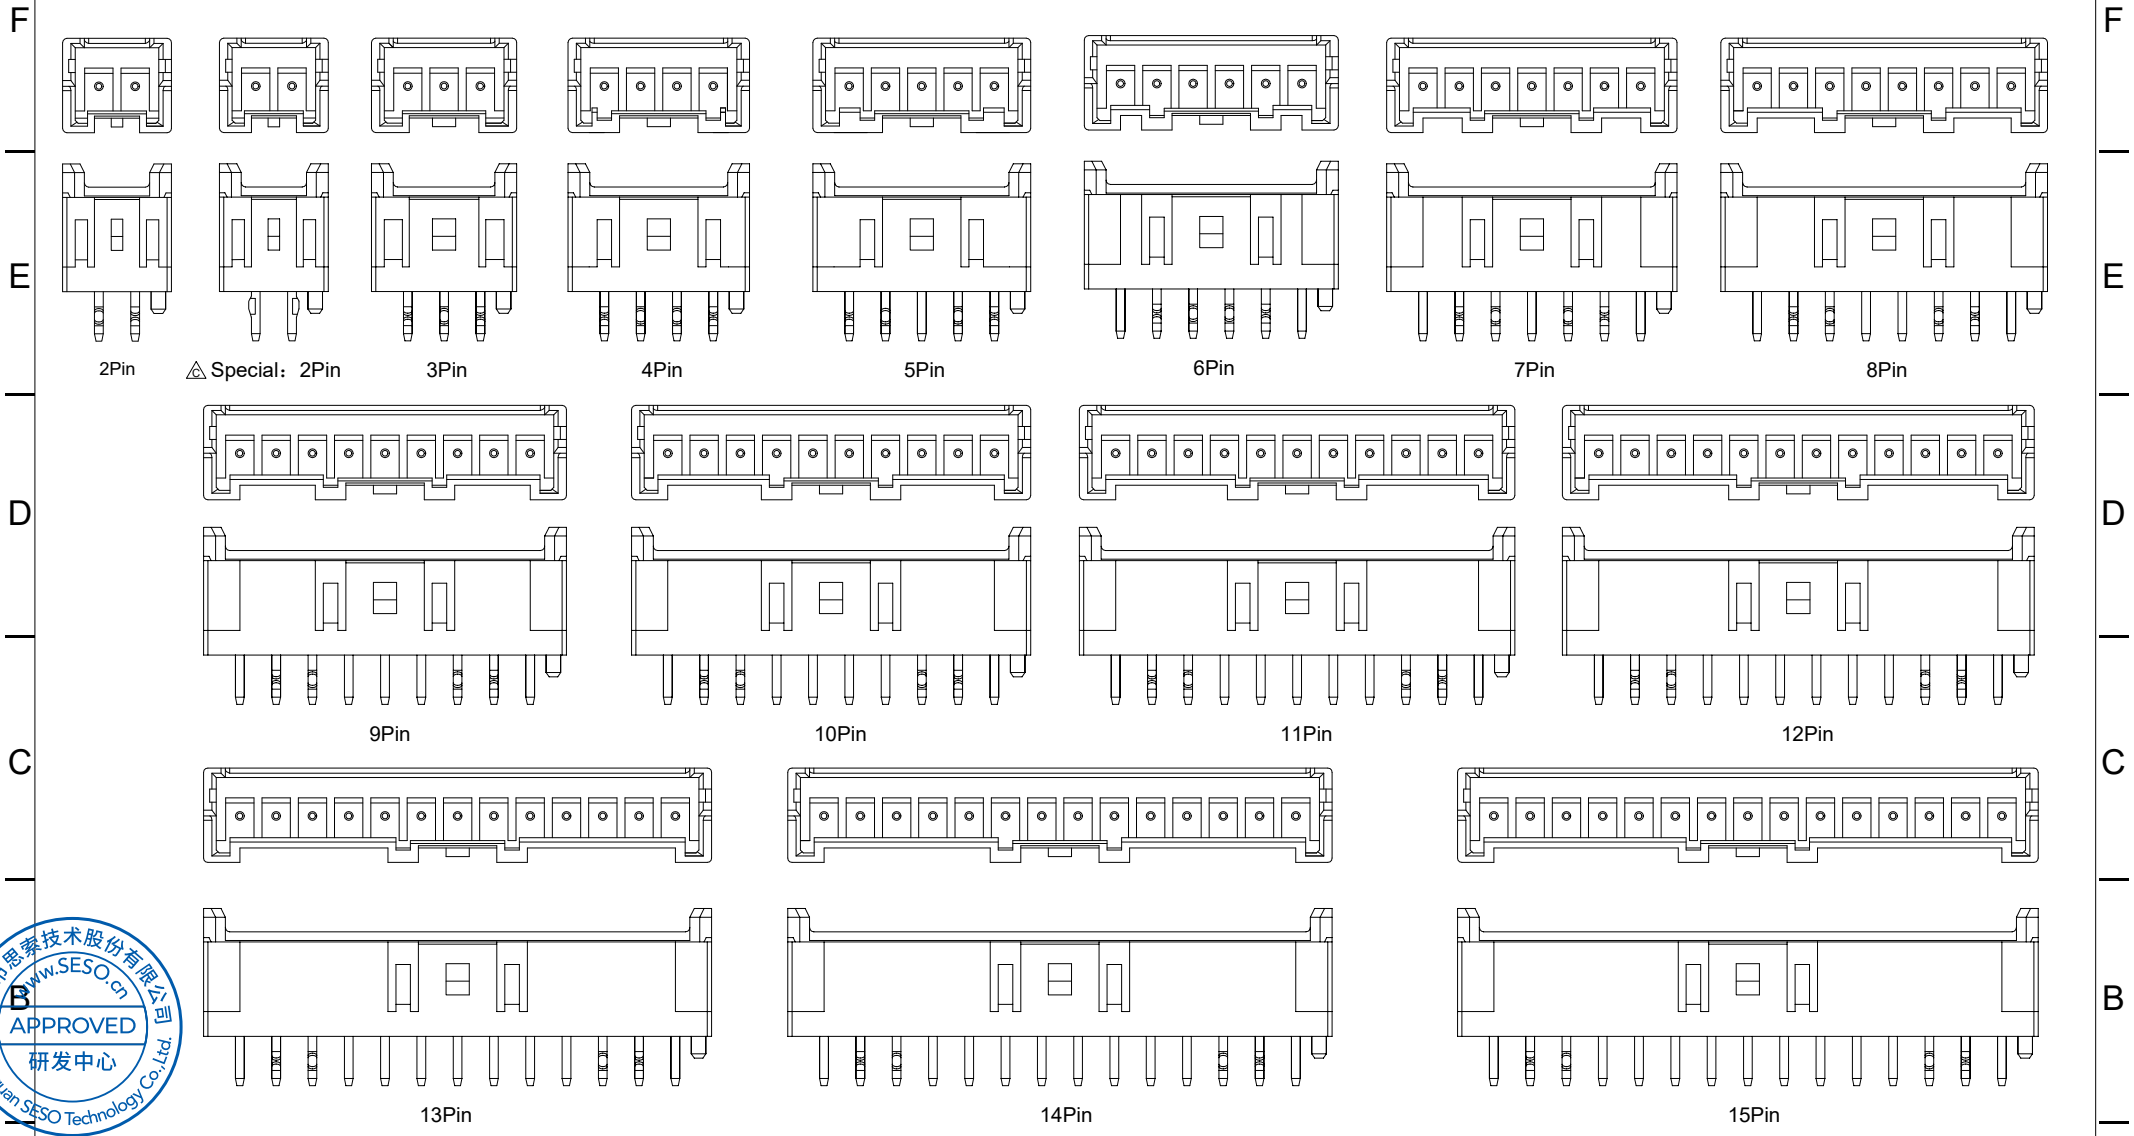 F
F
2Pin
C
Special：2Pin
3Pin
4Pin
5Pin
6Pin
7Pin
8Pin
E
E
9Pin
10Pin
11Pin
12Pin
D
D
C
C
13Pin
14Pin
15Pin
B
B
思索技术股份有限公司
www.SESO.cn
APPROVED
研发中心
SESO Technology Co.,Ltd.